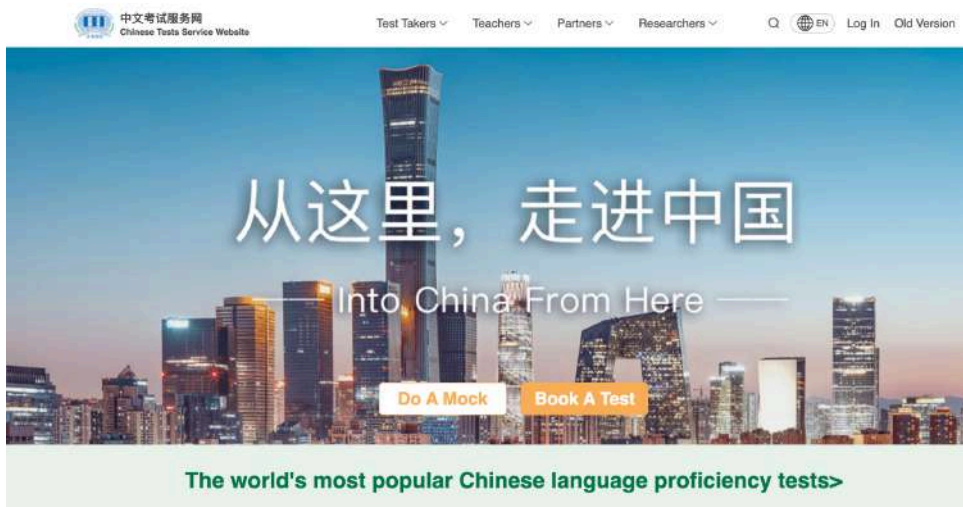 中文考试服务网
Chinese Tests Service Website
Test Takers Teachers Partners Researchers EN Log In Old Version
从这里，走进中国
Into China From Here
Do A Mock Book A Test
The world's most popular Chinese language proficiency tests>